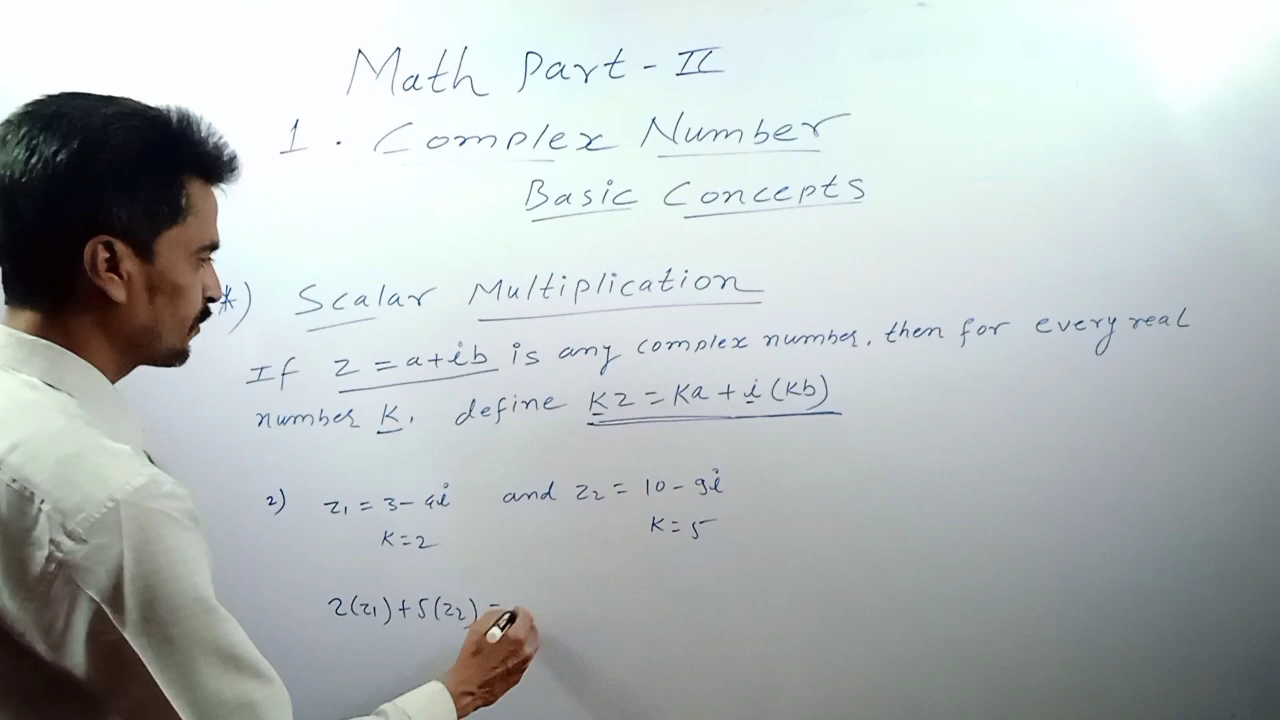 Math Part - II
1. Complex Number
Basic Concepts
*) Scalar Multiplication
If z = a+ib is any complex number, then for every real
number K, define Kz = Ka + i(Kb)
2) z₁ = 3-4i and z₂ = 10-9i
K=2 K=5
2(z₁)+5(z₂) =